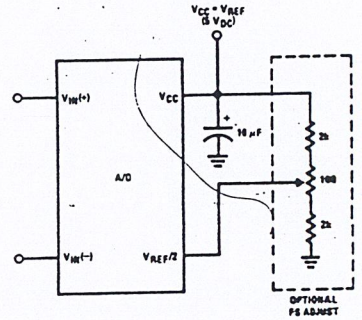 VCC = VREF
(5 VDC)
VIN(+)
VCC
+
10 µF
2k
100
A/D
2k
VIN(-)
VREF/2
OPTIONAL
FS ADJUST